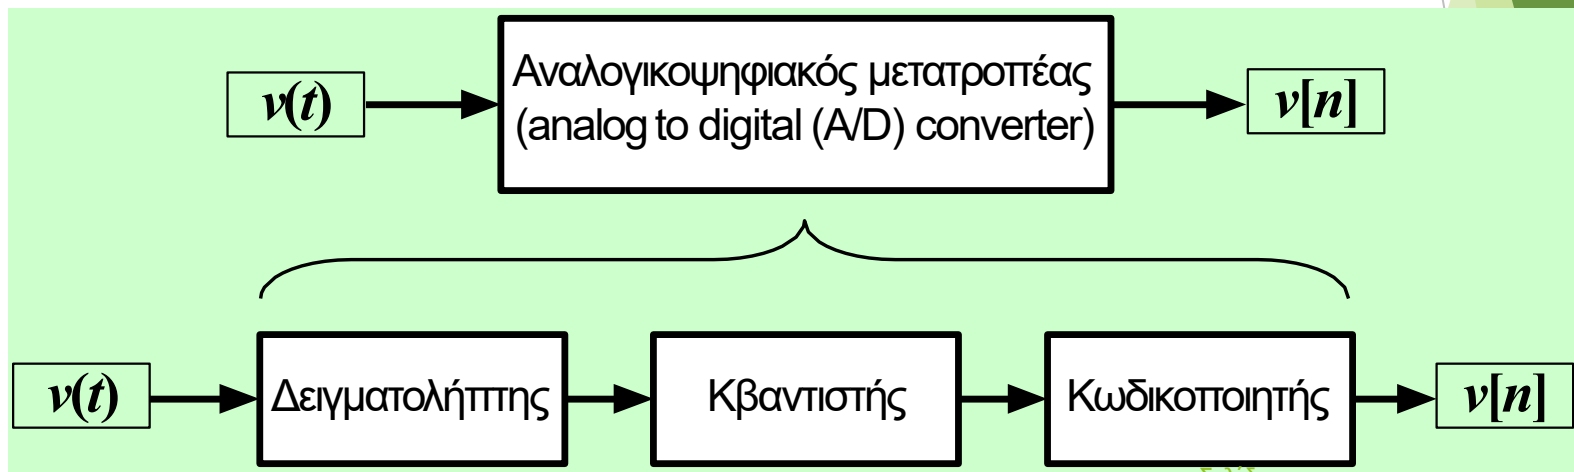 v(t)
Αναλογικοψηφιακός μετατροπέας
(analog to digital (A/D) converter)
v[n]
v(t)
Δειγματολήπτης
Κβαντιστής
Κωδικοποιητής
v[n]